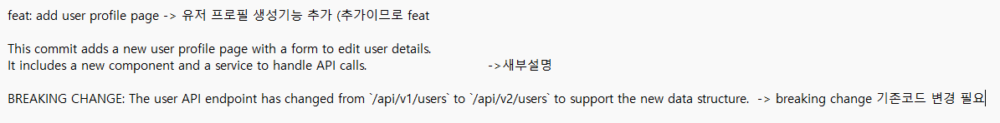 feat: add user profile page -> 유저 프로필 생성기능 추가 (추가이므로 feat
This commit adds a new user profile page with a form to edit user details.
It includes a new component and a service to handle API calls. ->새부설명
BREAKING CHANGE: The user API endpoint has changed from `/api/v1/users` to `/api/v2/users` to support the new data structure. -> breaking change 기존코드 변경 필요